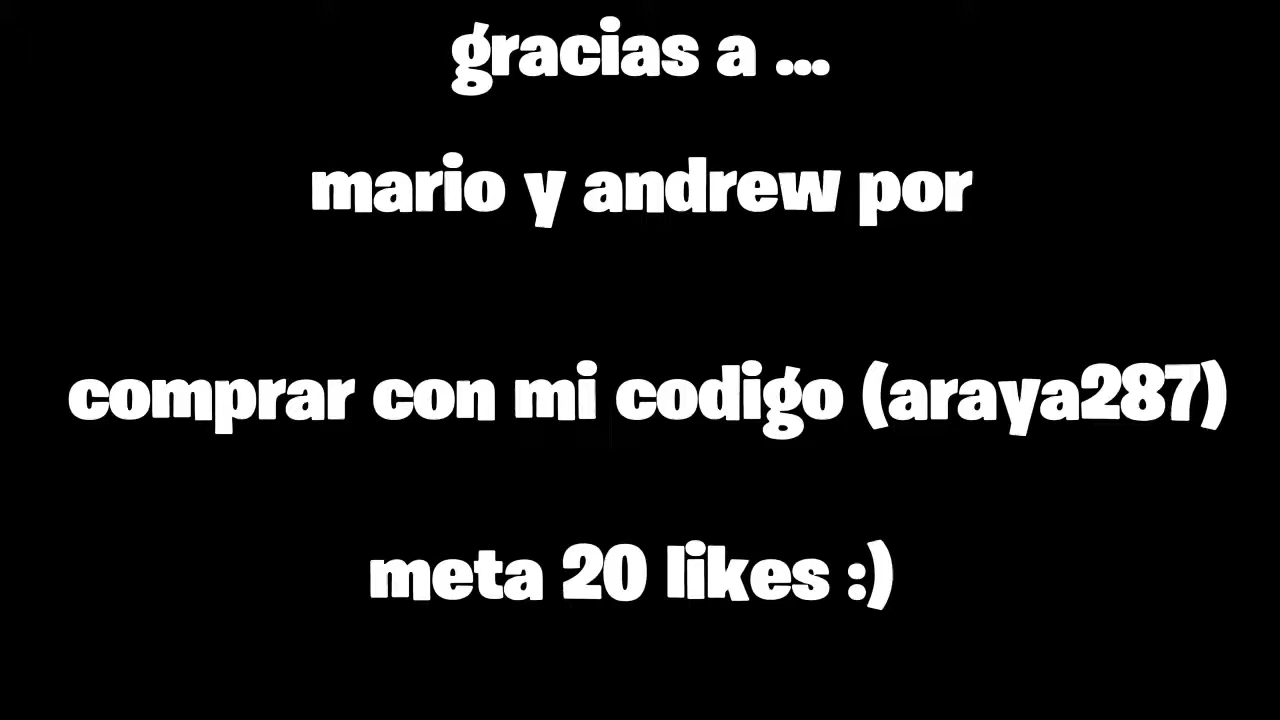 gracias a ...
mario y andrew por
comprar con mi codigo (araya287)
meta 20 likes :)